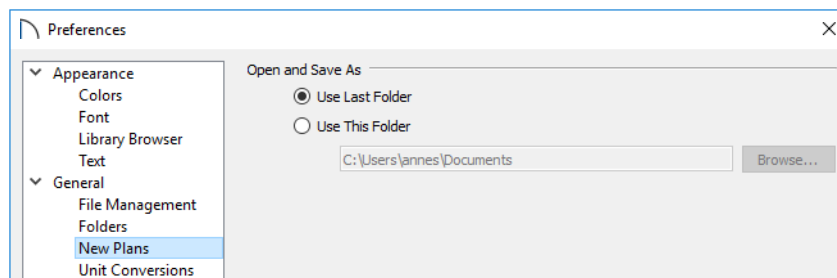 Preferences
Appearance
Colors
Font
Library Browser
Text
General
File Management
Folders
New Plans
Unit Conversions
Open and Save As
Use Last Folder
Use This Folder
C:\Users\annes\Documents
Browse...